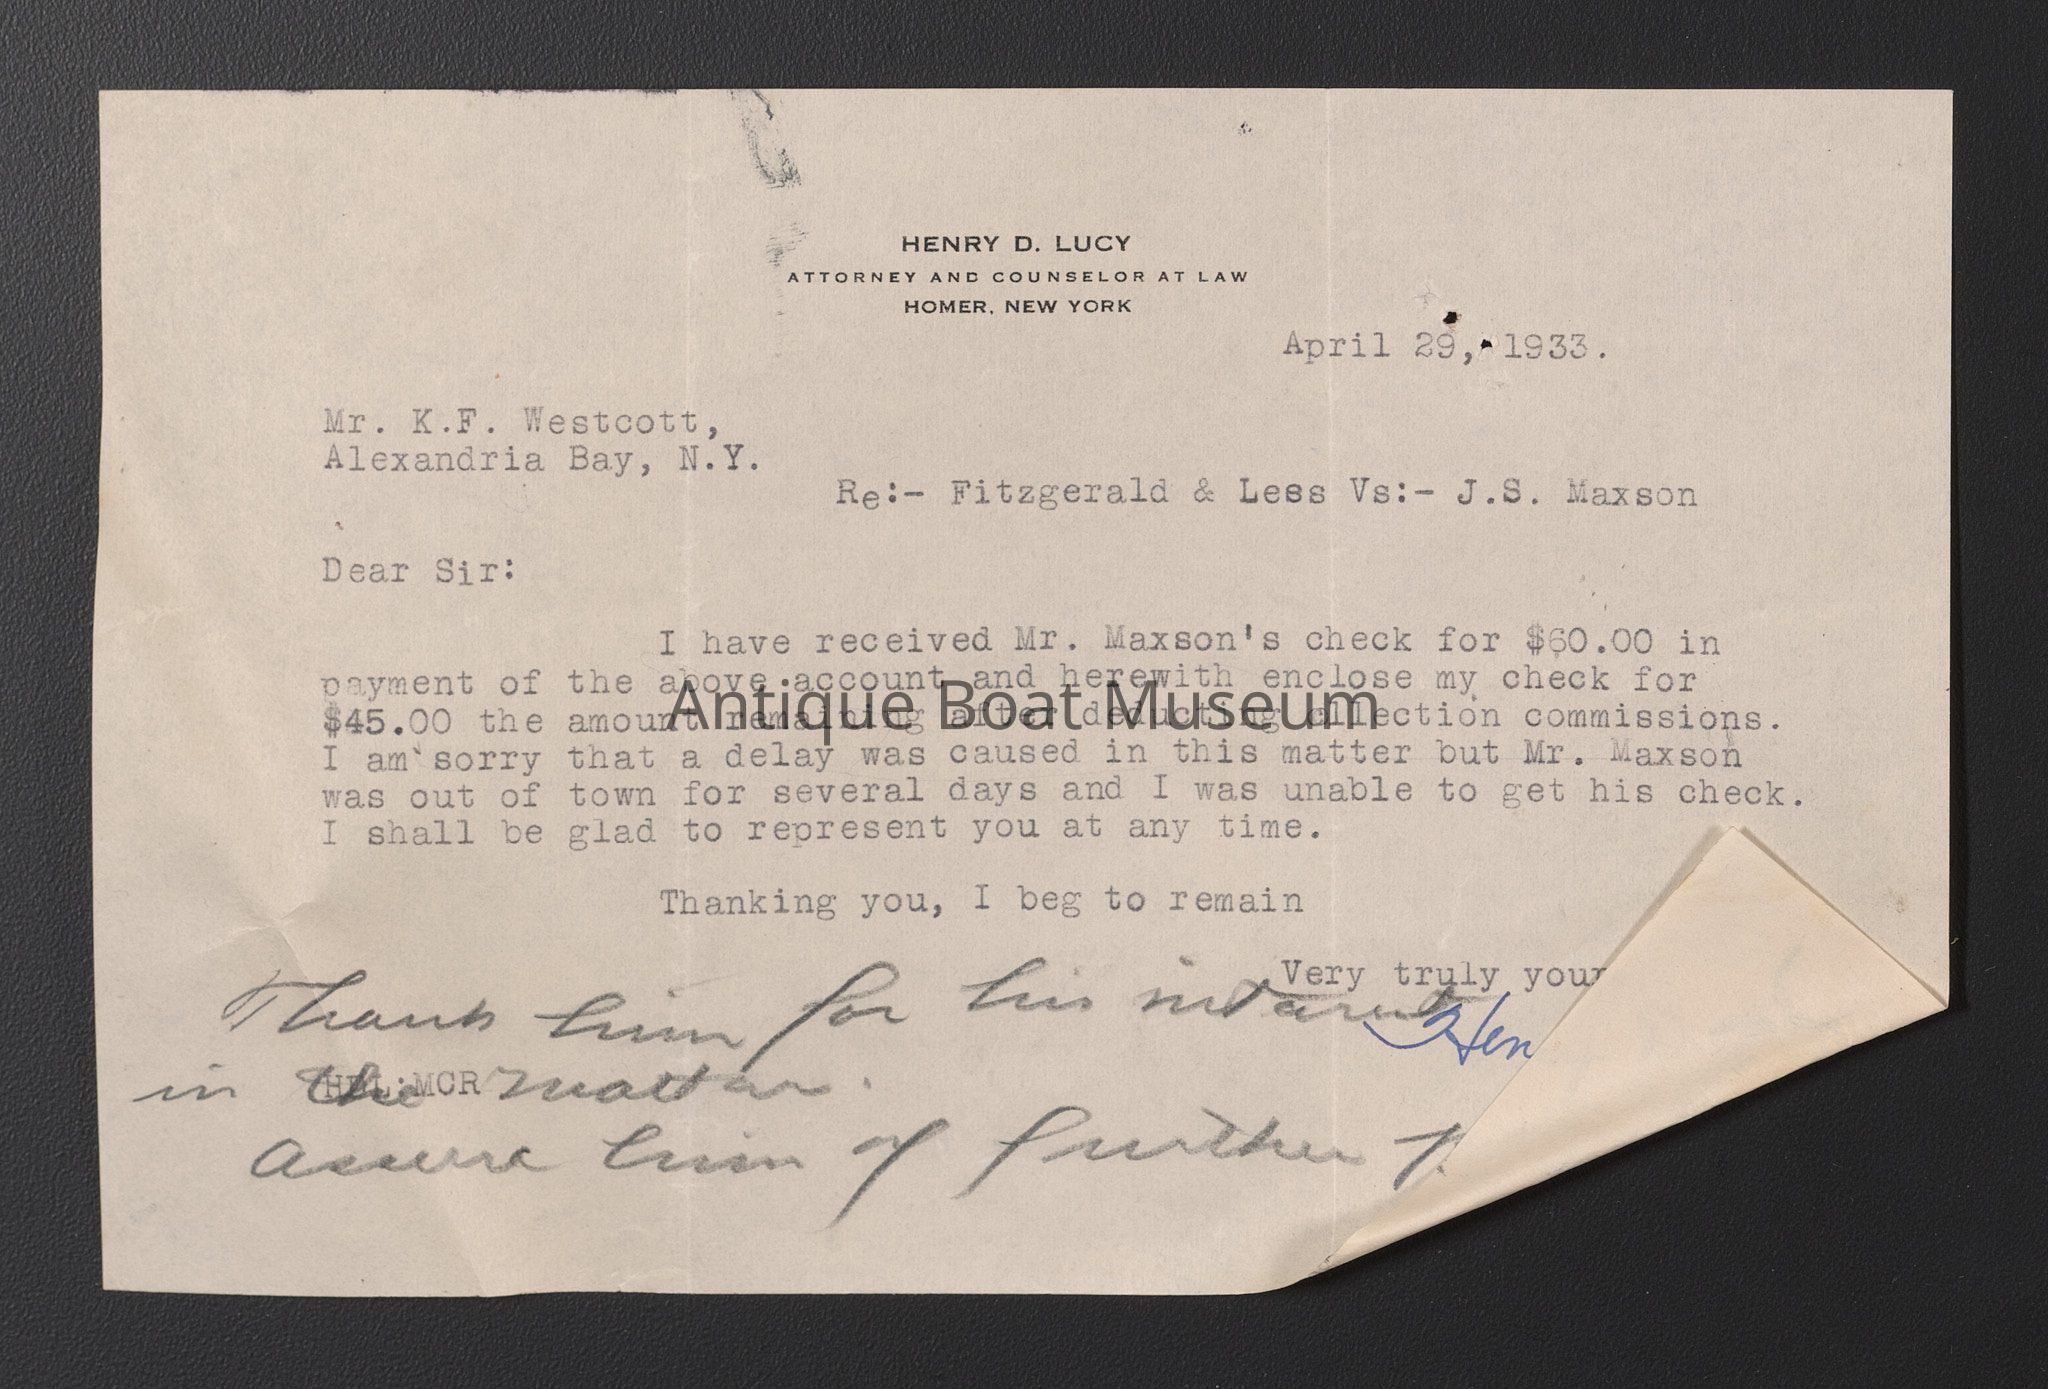 HENRY D. LUCY
ATTORNEY AND COUNSELOR AT LAW
HOMER, NEW YORK
April 29, 1933.
Mr. K.F. Westcott,
Alexandria Bay, N.Y.
Re:- Fitzgerald & Less Vs:- J.S. Maxson
Dear Sir:
I have received Mr. Maxson's check for $60.00 in
payment of the above account and herewith enclose my check for
$45.00 the amount remaining after deducting collection commissions.
I am sorry that a delay was caused in this matter but Mr. Maxson
was out of town for several days and I was unable to get his check.
I shall be glad to represent you at any time.
Thanking you, I beg to remain
Very truly your
Hen
HDL:MCR
Thank him for his interest
in the matter.
Assure him of further
Antique Boat Museum